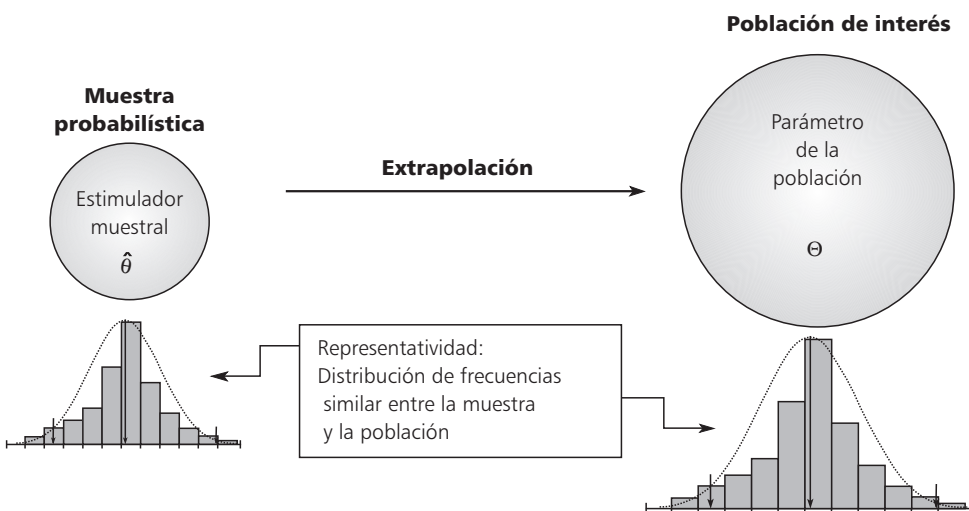 Población de interés
Muestra
probabilística
Parámetro
de la
población
Extrapolación
Estimulador
muestral
θ̂
Θ
Representatividad:
Distribución de frecuencias
similar entre la muestra
y la población